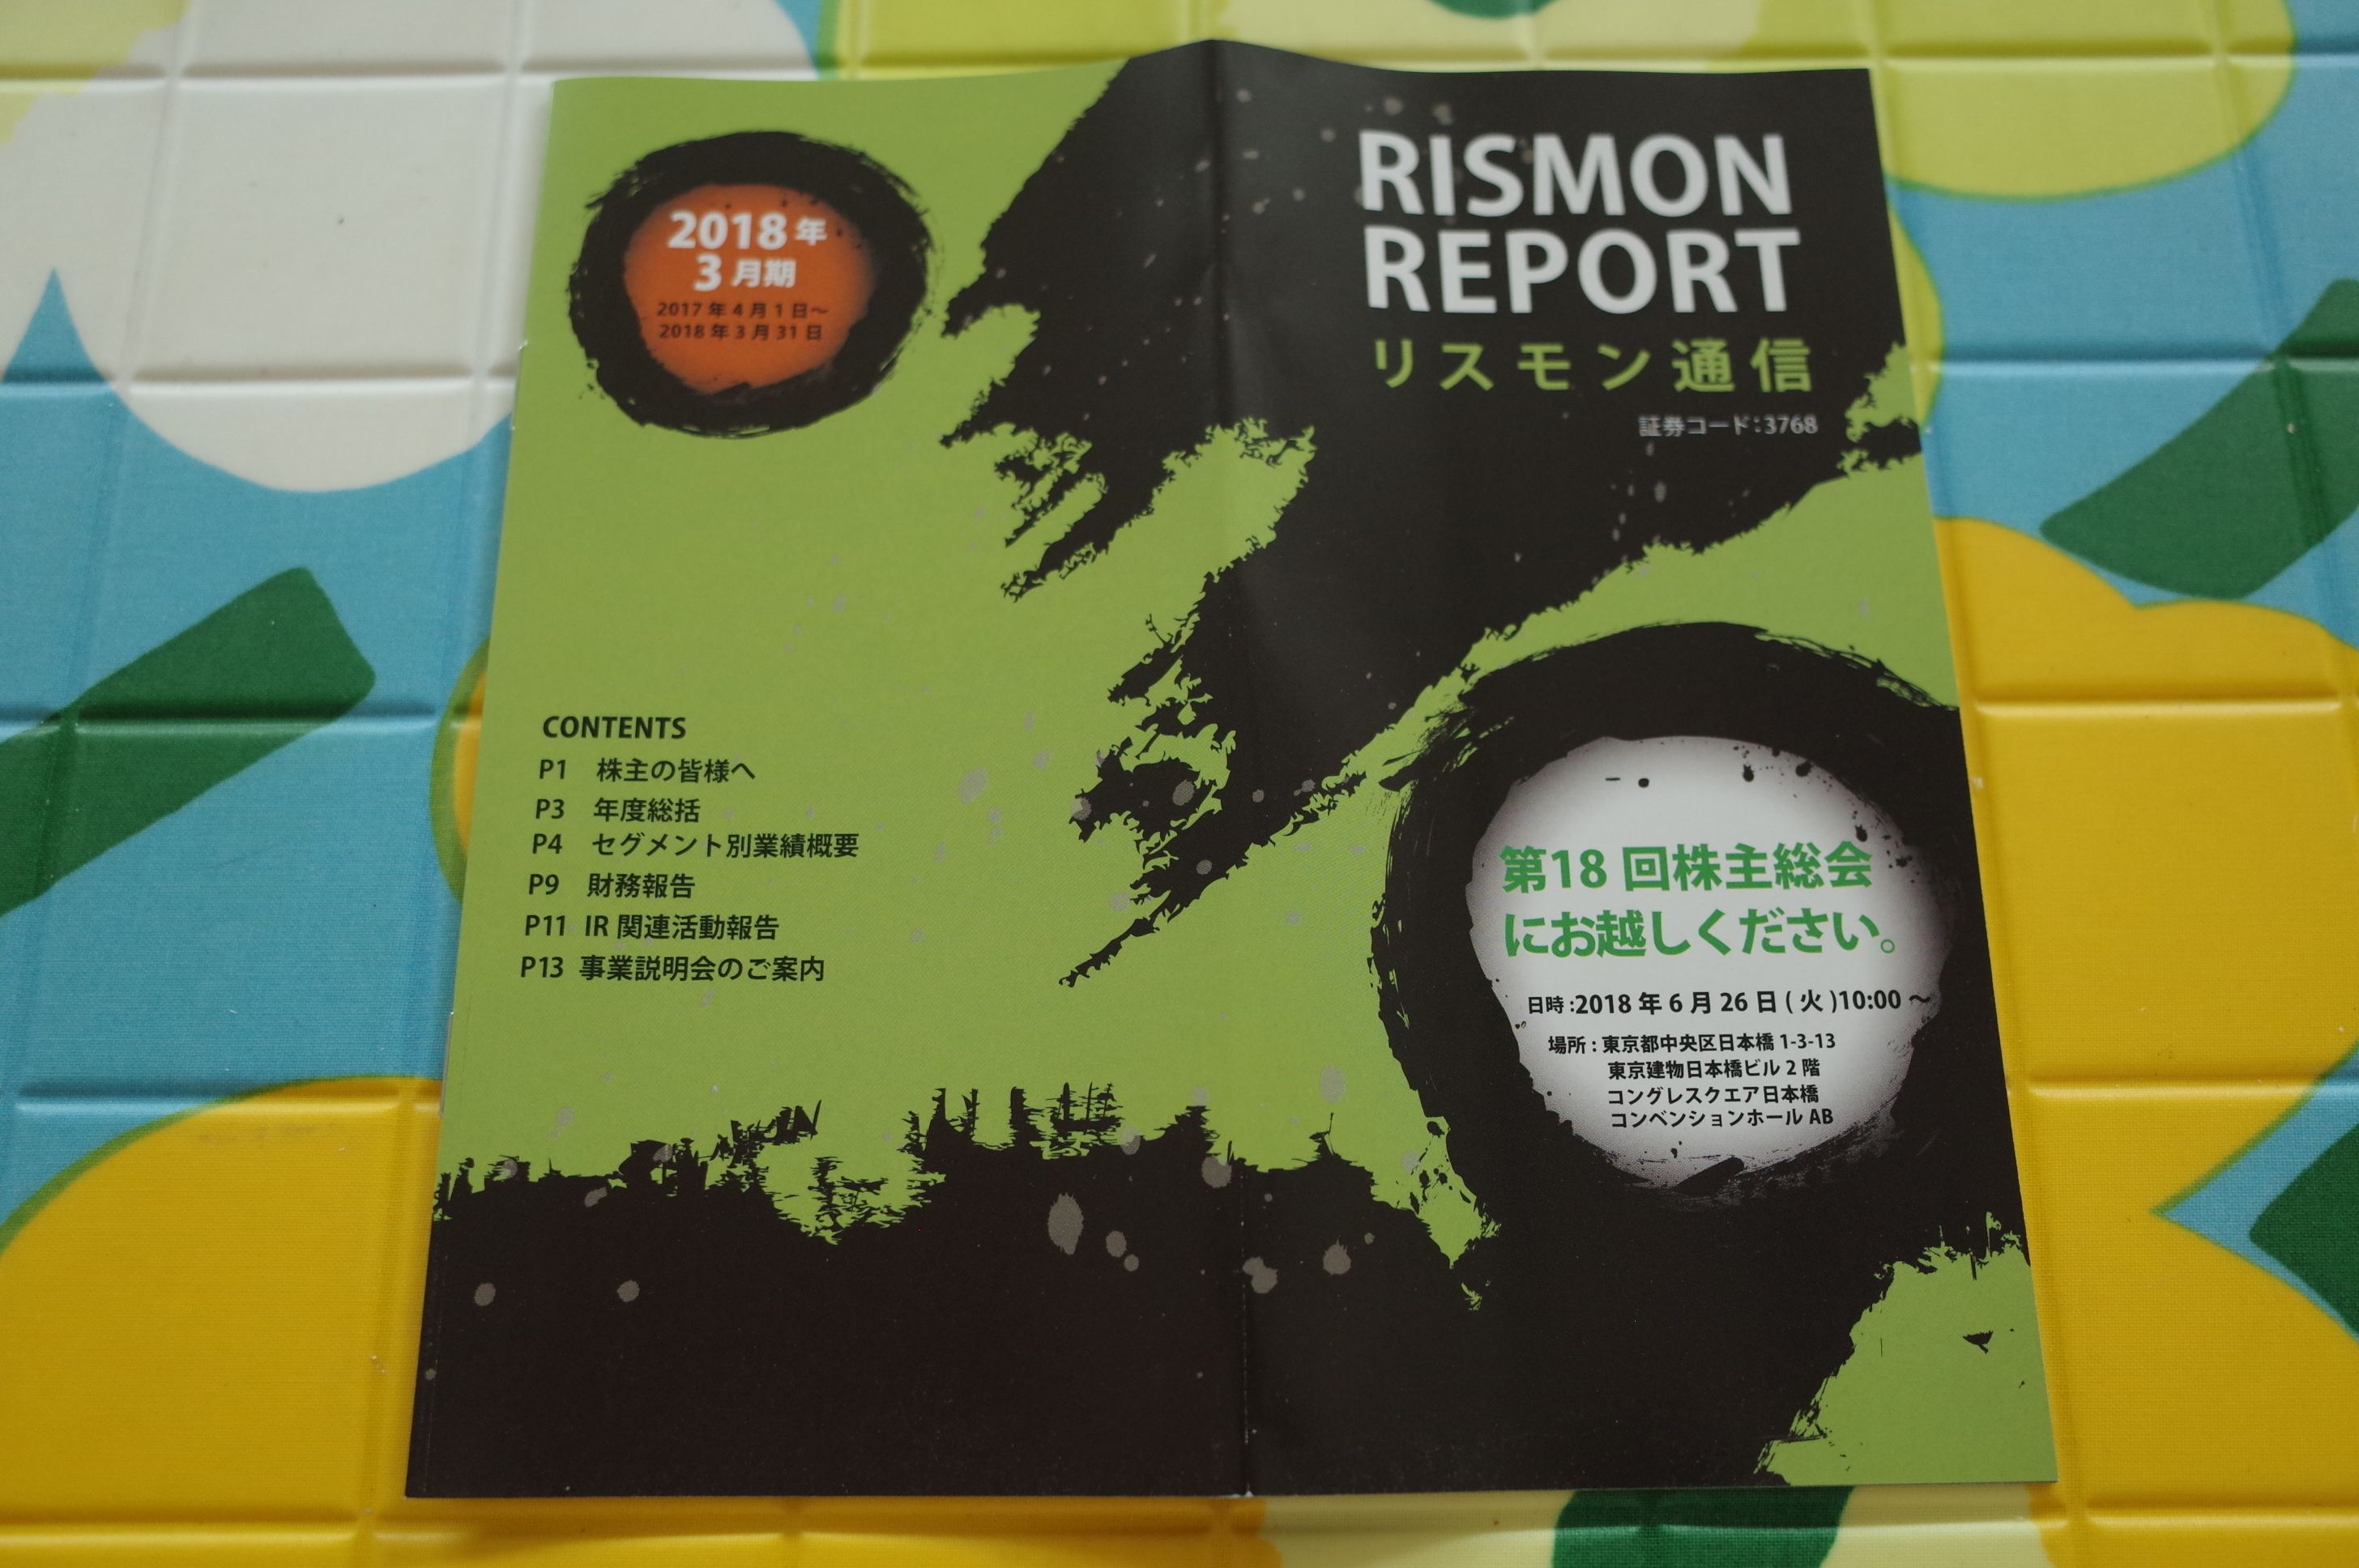 2018年
3月期
2017年4月1日～
2018年3月31日
RISMON
REPORT
リスモン通信
証券コード：3768
CONTENTS
P1 株主の皆様へ
P3 年度総括
P4 セグメント別業績概要
P9 財務報告
P11 IR関連活動報告
P13 事業説明会のご案内
第18回株主総会
にお越しください。
日時：2018年6月26日(火)10:00～
場所：東京都中央区日本橋1-3-13
東京建物日本橋ビル2階
コングレスクエア日本橋
コンベンションホールAB